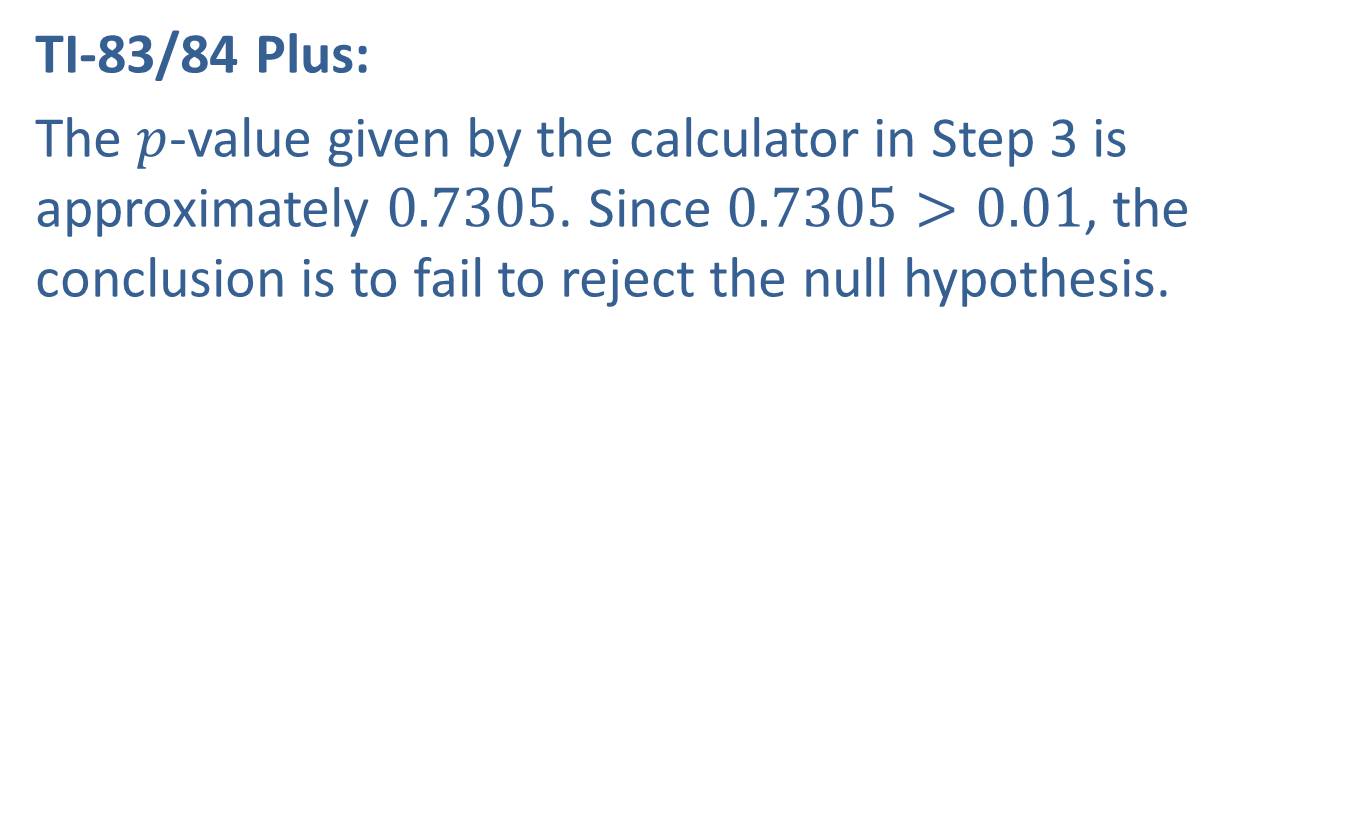 TI-83/84 Plus:
The p-value given by the calculator in Step 3 is
approximately 0.7305. Since 0.7305 > 0.01, the
conclusion is to fail to reject the null hypothesis.